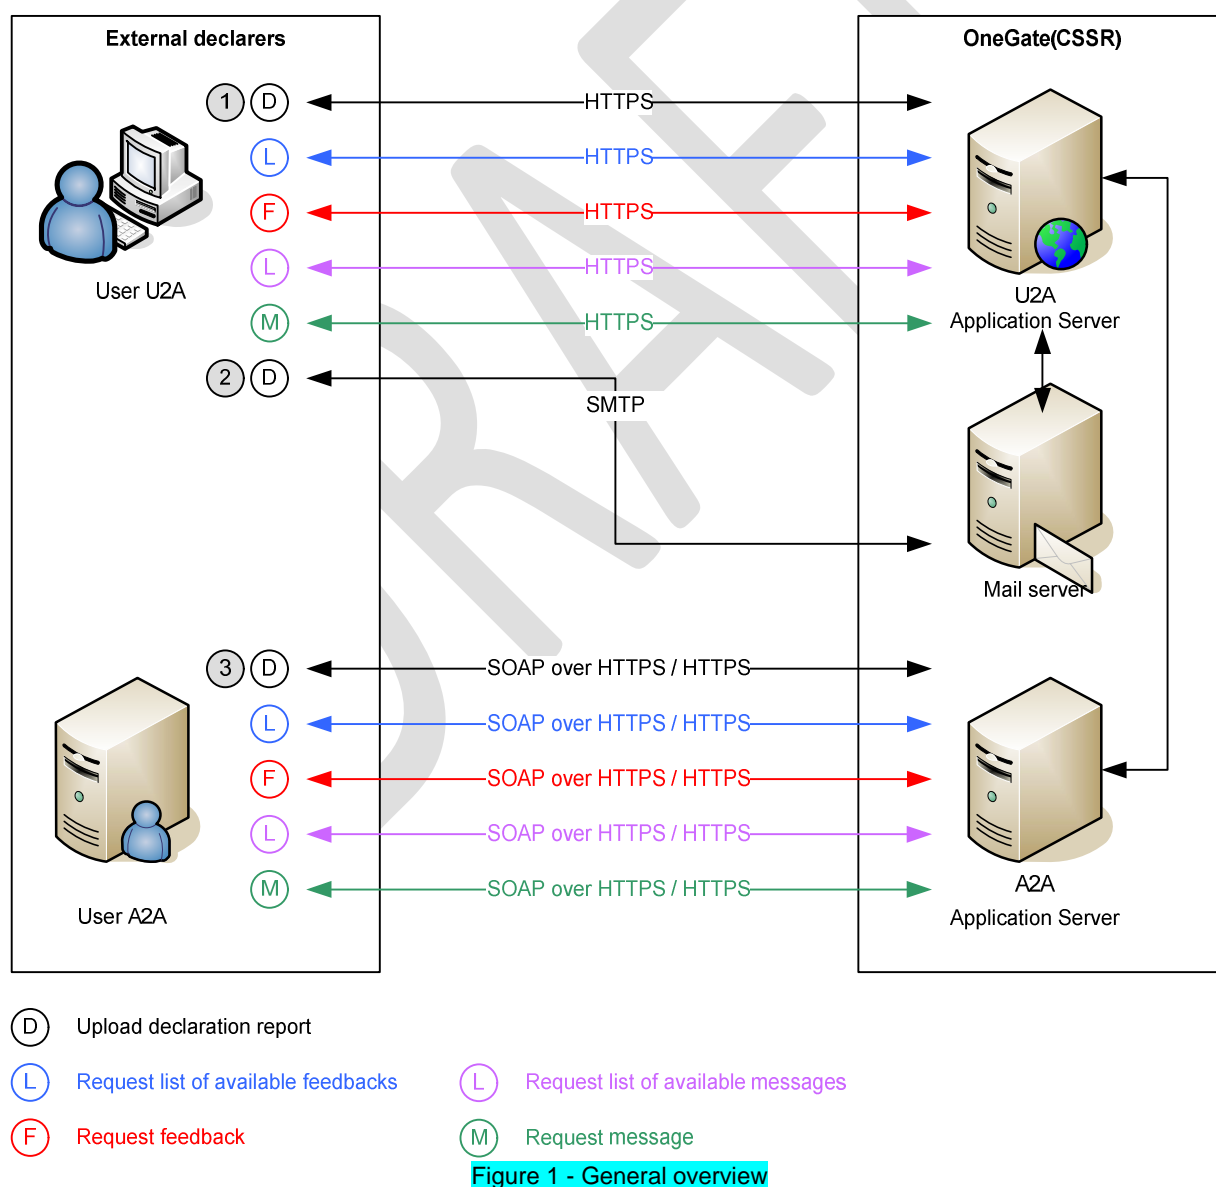 External declarers
OneGate(CSSR)
1 D HTTPS
L HTTPS
F HTTPS
L HTTPS
User U2A
M HTTPS
U2A
Application Server
2 D
SMTP
Mail server
3 D SOAP over HTTPS / HTTPS
L SOAP over HTTPS / HTTPS
F SOAP over HTTPS / HTTPS
L SOAP over HTTPS / HTTPS
M SOAP over HTTPS / HTTPS
User A2A
A2A
Application Server
D Upload declaration report
L Request list of available feedbacks
L Request list of available messages
F Request feedback
M Request message
Figure 1 - General overview
DRAF